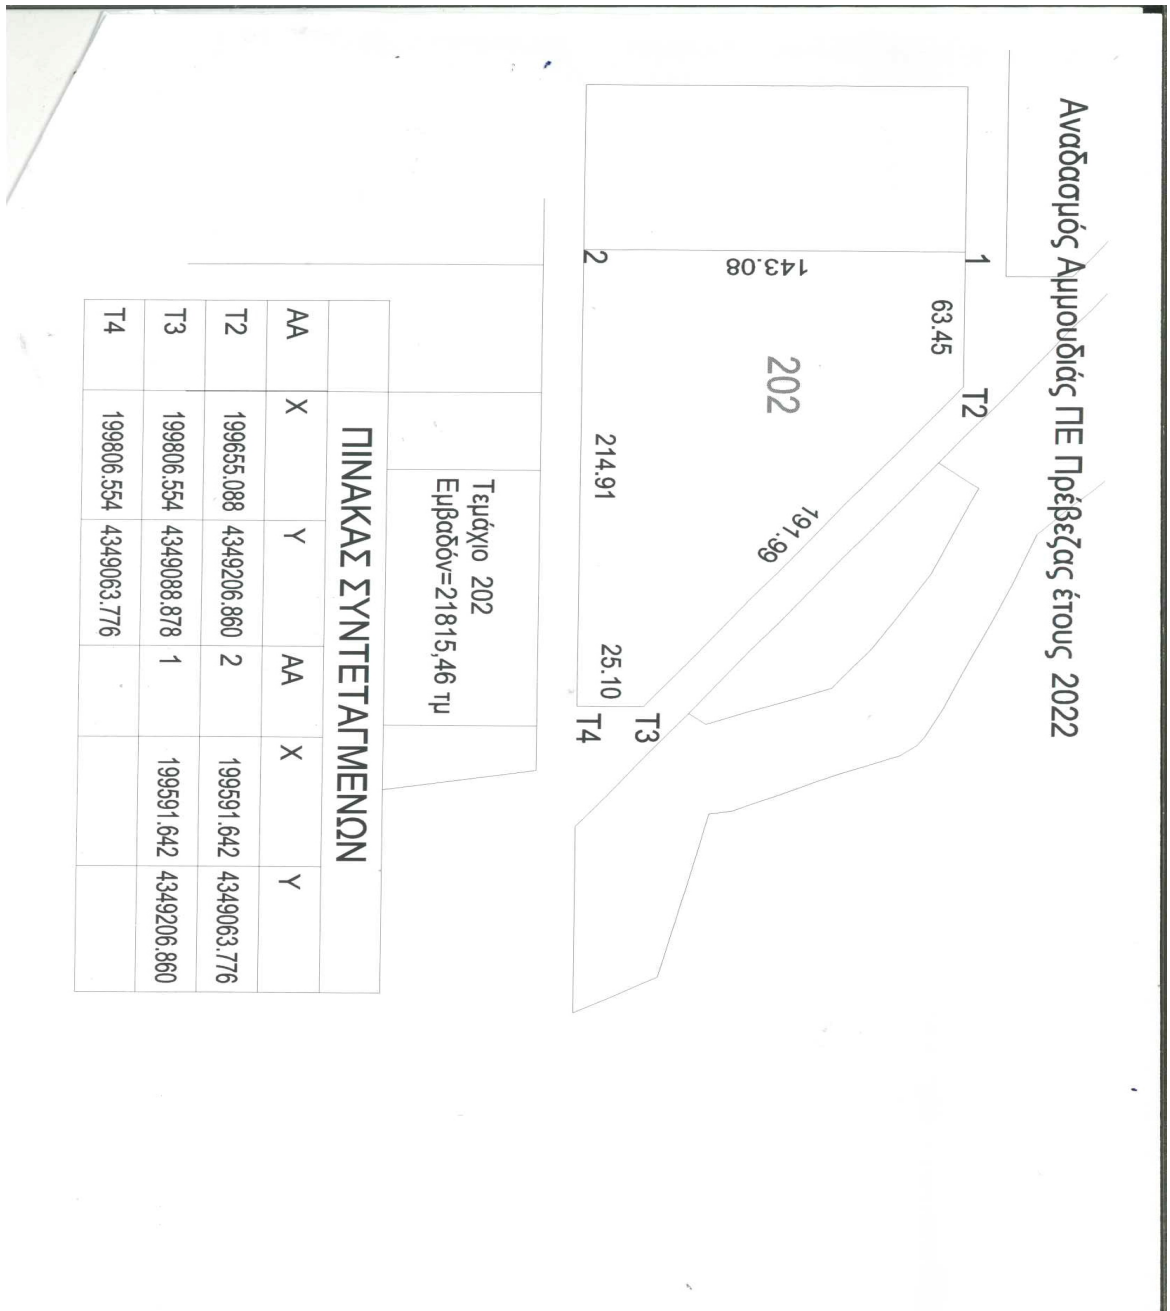 Αναδασμός Αμμουδιάς ΠΕ Πρέβεζας έτους 2022
1
63.45
T2
143.08
202
191.99
2
214.91
25.10
T3
T4
Τεμάχιο 202
Εμβαδόν=21815,46 τμ
ΠΙΝΑΚΑΣ ΣΥΝΤΕΤΑΓΜΕΝΩΝ
ΑΑ X Y ΑΑ X Y
T2 199655.088 4349206.860 2 199591.642 4349063.776
T3 199806.554 4349088.878 1 199591.642 4349206.860
T4 199806.554 4349063.776